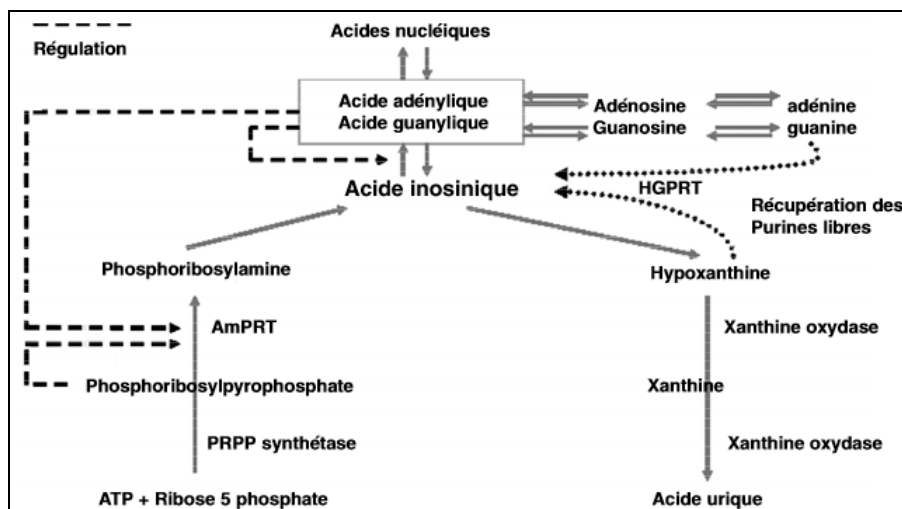 Régulation
Acides nucléiques
Acide adénylique
Acide guanylique
Adénosine
Guanosine
adénine
guanine
Acide inosinique
HGPRT
Récupération des
Purines libres
Phosphoribosylamine
Hypoxanthine
AmPRT
Xanthine oxydase
Phosphoribosylpyrophosphate
Xanthine
PRPP synthétase
Xanthine oxydase
ATP + Ribose 5 phosphate
Acide urique